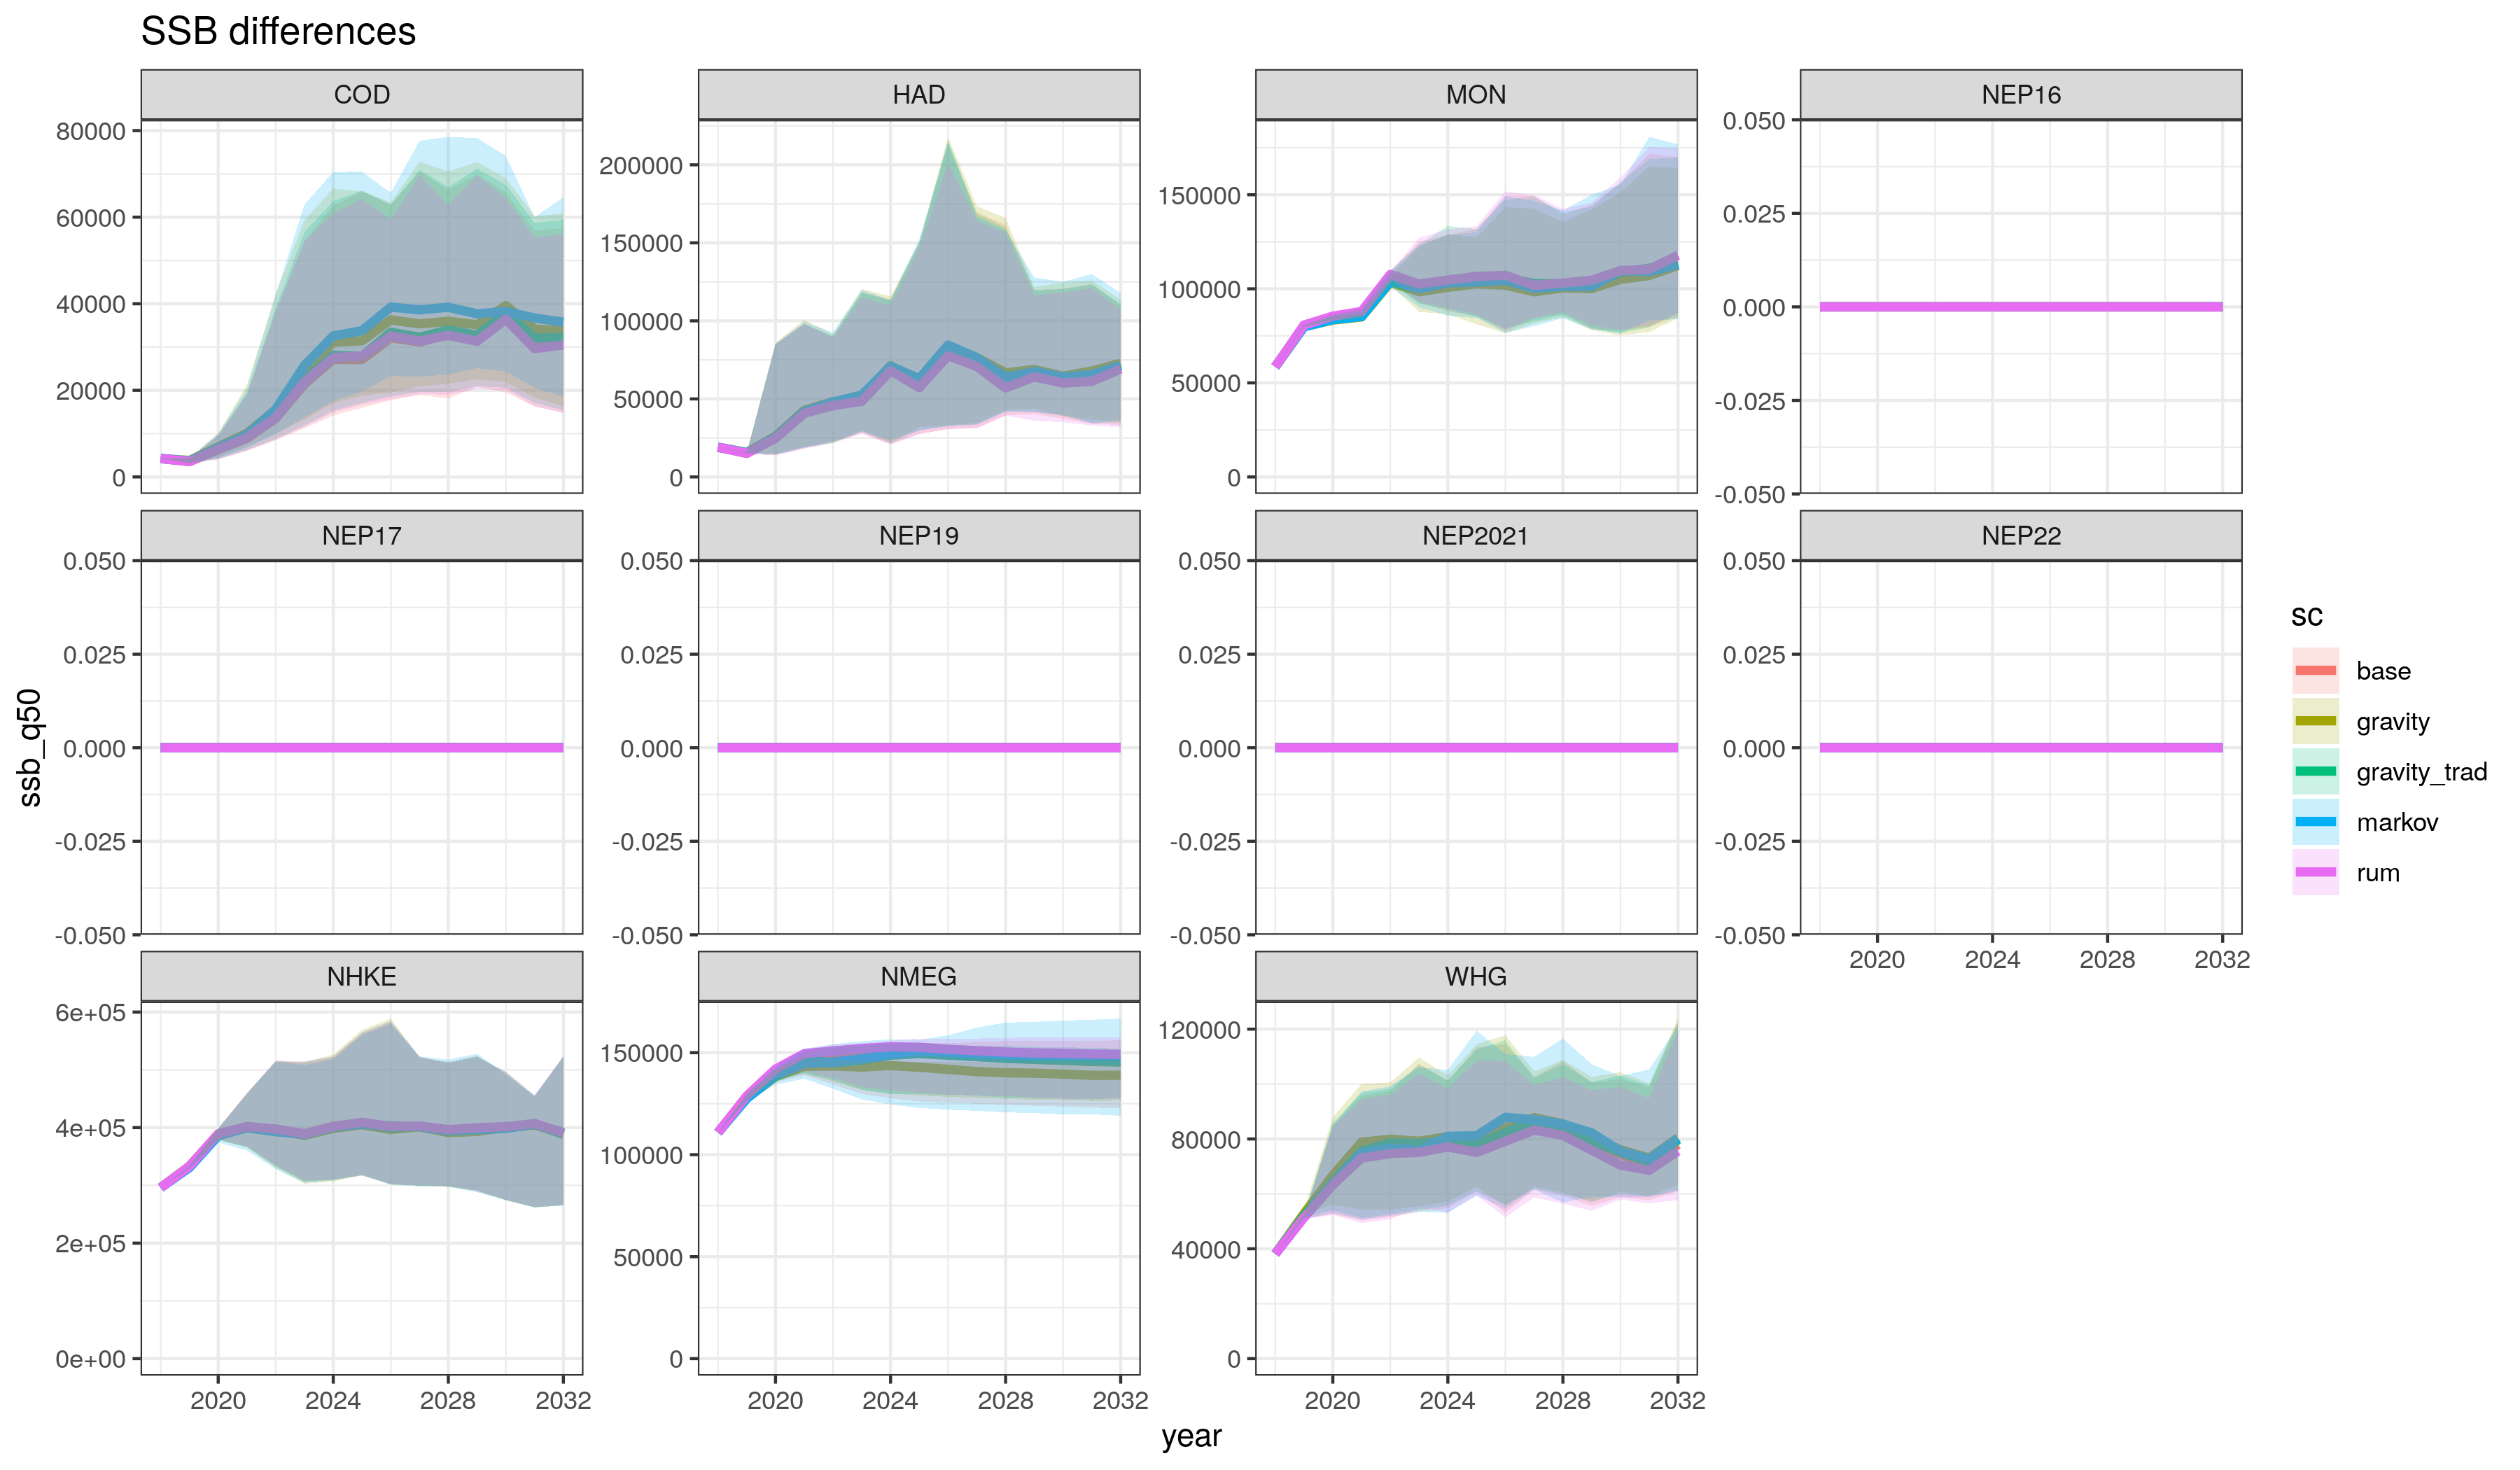 SSB differences
COD
HAD
MON
NEP16
80000
60000
40000
20000
0
200000
150000
100000
50000
0
150000
100000
50000
0
0.050
0.025
0.000
-0.025
-0.050
NEP17
NEP19
NEP2021
NEP22
0.050
0.025
0.000
-0.025
-0.050
0.050
0.025
0.000
-0.025
-0.050
0.050
0.025
0.000
-0.025
-0.050
0.050
0.025
0.000
-0.025
-0.050
2020 2024 2028 2032
NHKE
NMEG
WHG
6e+05
4e+05
2e+05
0e+00
150000
100000
50000
0
120000
80000
40000
0
2020 2024 2028 2032
2020 2024 2028 2032
2020 2024 2028 2032
year
ssb_q50
sc
base
gravity
gravity_trad
markov
rum